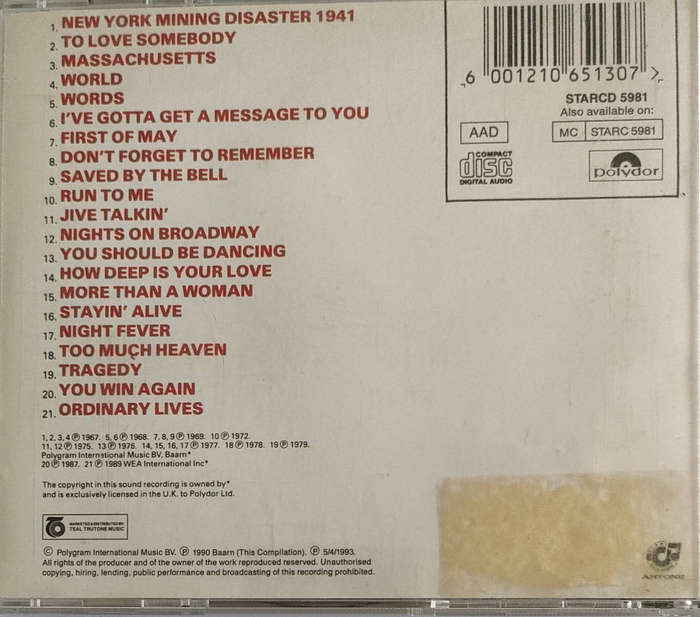 1. NEW YORK MINING DISASTER 1941
2. TO LOVE SOMEBODY
3. MASSACHUSETTS
4. WORLD
5. WORDS
6. I'VE GOTTA GET A MESSAGE TO YOU
7. FIRST OF MAY
8. DON'T FORGET TO REMEMBER
9. SAVED BY THE BELL
10. RUN TO ME
11. JIVE TALKIN'
12. NIGHTS ON BROADWAY
13. YOU SHOULD BE DANCING
14. HOW DEEP IS YOUR LOVE
15. MORE THAN A WOMAN
16. STAYIN' ALIVE
17. NIGHT FEVER
18. TOO MUCH HEAVEN
19. TRAGEDY
20. YOU WIN AGAIN
21. ORDINARY LIVES
1, 2, 3, 4 ℗ 1967. 5, 6 ℗ 1968. 7, 8, 9 ℗ 1969. 10 ℗ 1972.
11, 12 ℗ 1975. 13 ℗ 1976. 14, 15, 16, 17 ℗ 1977. 18 ℗ 1978. 19 ℗ 1979.
Polygram International Music BV, Baarn*
20 ℗ 1987. 21 ℗ 1989 WEA International Inc*
The copyright in this sound recording is owned by*
and is exclusively licensed in the U.K. to Polydor Ltd.
MARKETED & DISTRIBUTED BY
TEAL TRUTONE MUSIC
© Polygram International Music BV. ℗ 1990 Baarn (This Compilation). ℗ 5/4/1993.
All rights of the producer and of the owner of the work reproduced reserved. Unauthorised
copying, hiring, lending, public performance and broadcasting of this recording prohibited.
6 001210 651307 >
STARCD 5981
Also available on:
AAD
MC STARC 5981
COMPACT
disc
DIGITAL AUDIO
polydor